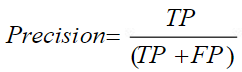 Precision= TP / (TP +FP)